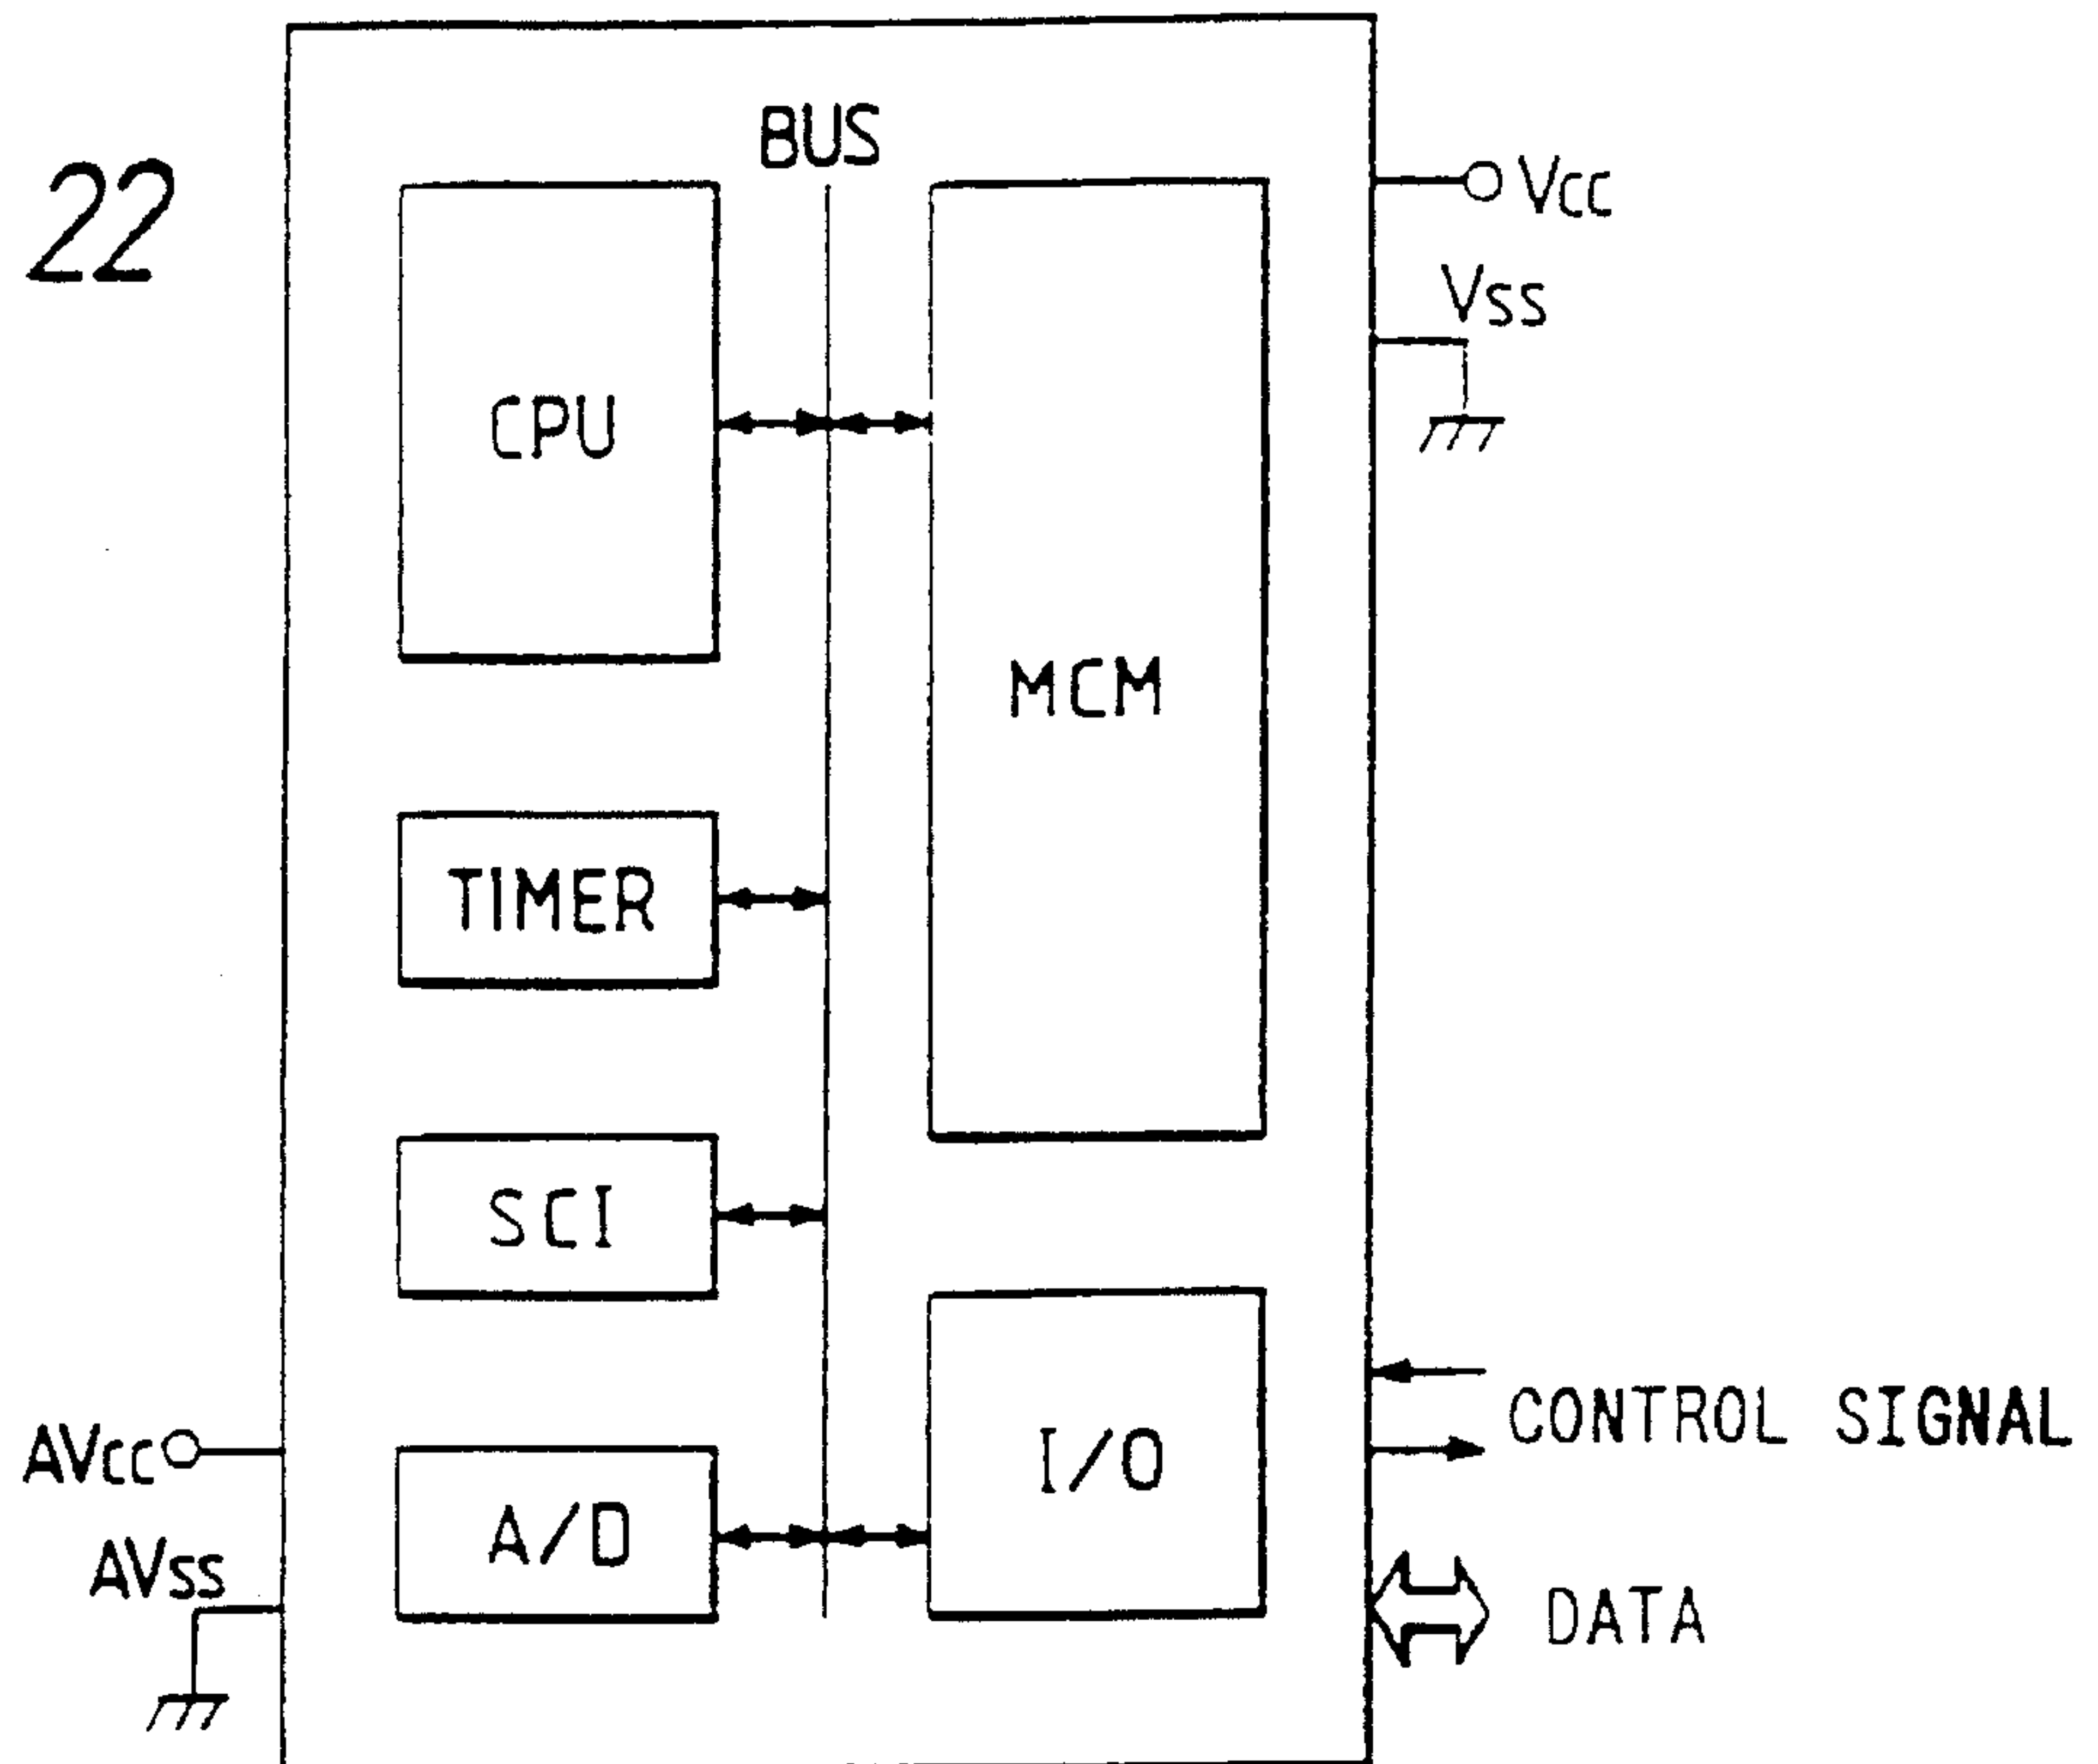 22
BUS
Vcc
Vss
CPU
MCM
TIMER
SCI
AVcc
CONTROL SIGNAL
I/O
A/D
AVss
DATA